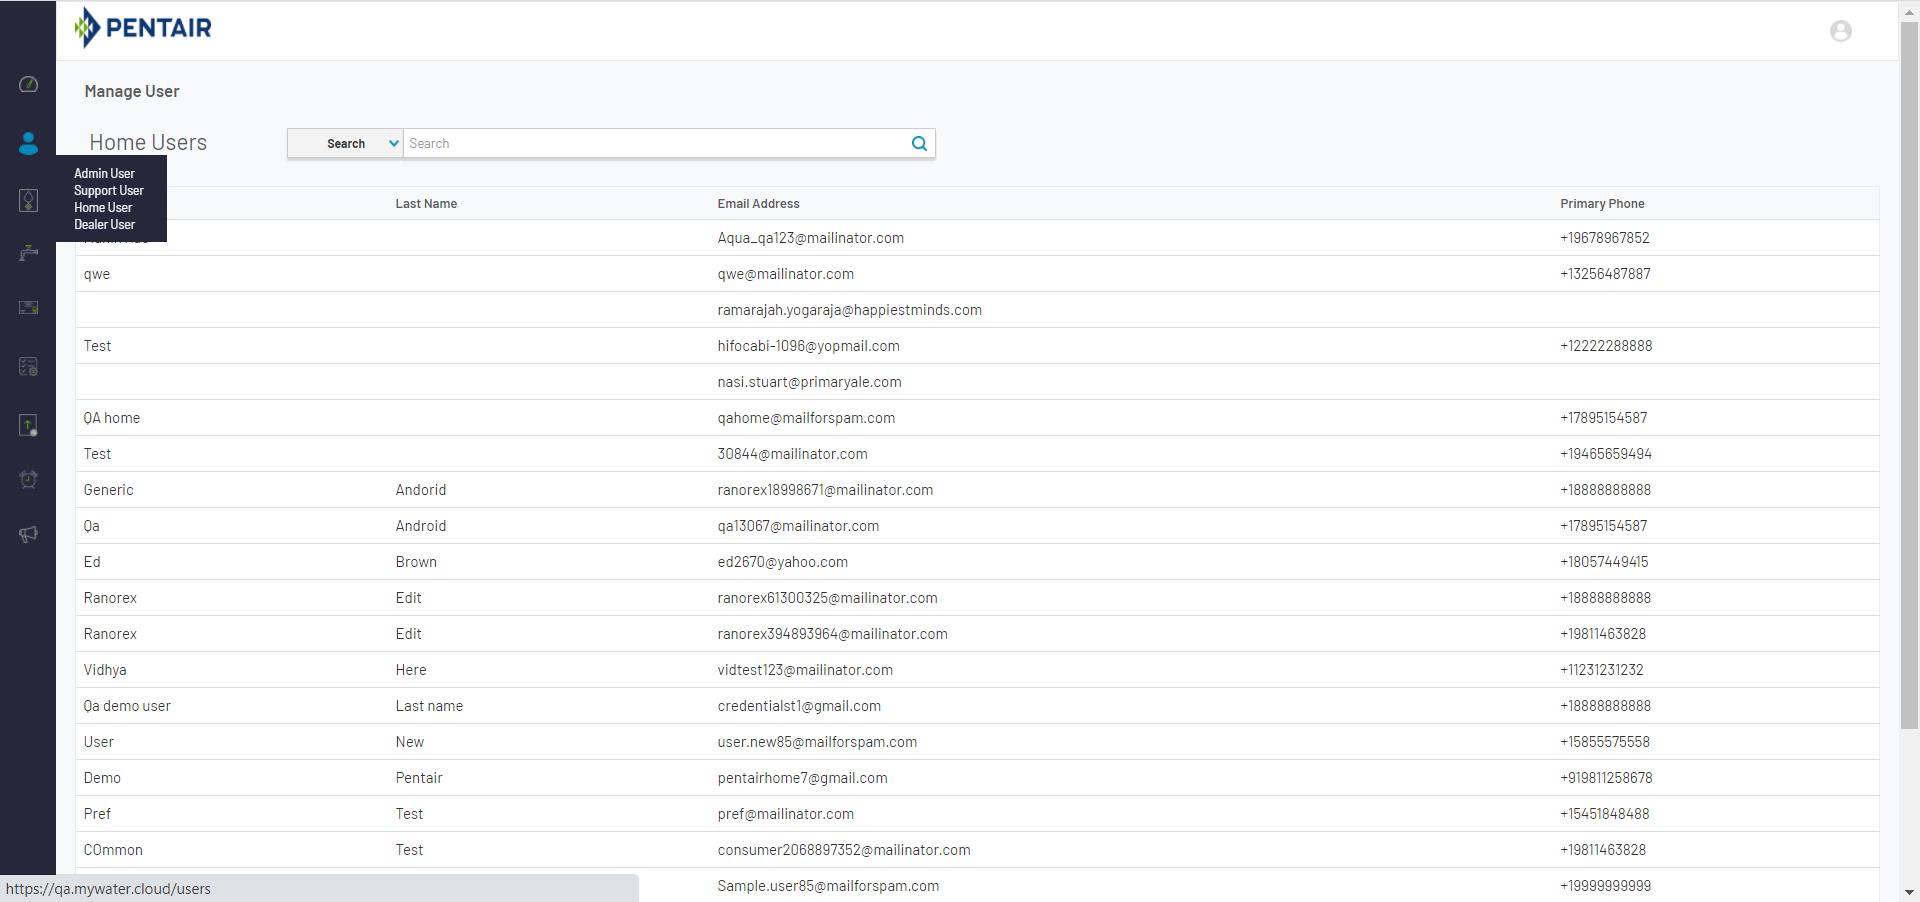 PENTAIR
Manage User
Home Users
Search
Search
Admin User
Support User
Home User
Dealer User
Last Name Email Address Primary Phone
Aqua_qa123@mailinator.com +19678967852
qwe qwe@mailinator.com +13256487887
ramarajah.yogaraja@happiestminds.com
Test hifocabi-1096@yopmail.com +12222288888
nasi.stuart@primaryale.com
QA home qahome@mailforspam.com +17895154587
Test 30844@mailinator.com +19465659494
Generic Andorid ranorex18998671@mailinator.com +18888888888
Qa Android qa13067@mailinator.com +17895154587
Ed Brown ed2670@yahoo.com +18057449415
Ranorex Edit ranorex61300325@mailinator.com +18888888888
Ranorex Edit ranorex394893964@mailinator.com +19811463828
Vidhya Here vidtest123@mailinator.com +11231231232
Qa demo user Last name credentialst1@gmail.com +18888888888
User New user.new85@mailforspam.com +15855575558
Demo Pentair pentairhome7@gmail.com +919811258678
Pref Test pref@mailinator.com +15451848488
COmmon Test consumer2068897352@mailinator.com +19811463828
Sample.user85@mailforspam.com +19999999999
https://qa.mywater.cloud/users